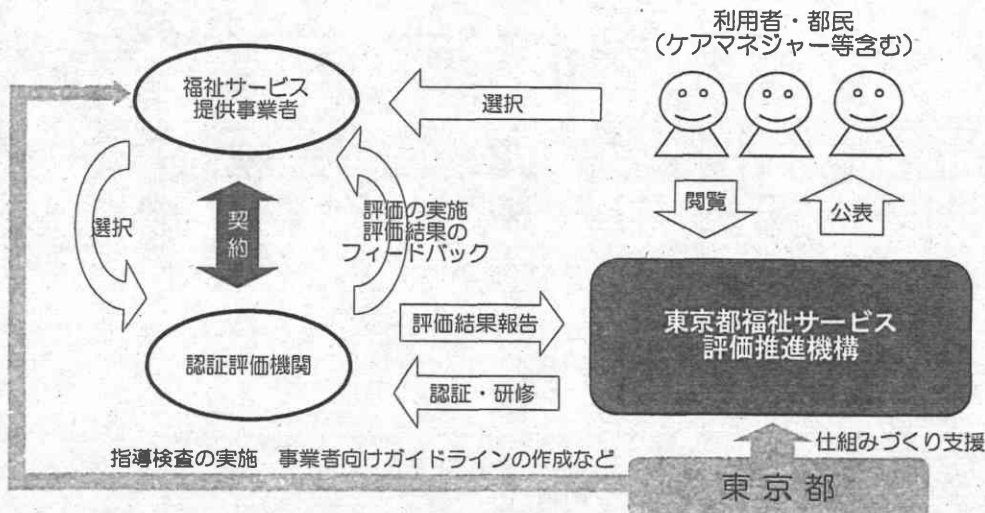 利用者・都民
(ケアマネジャー等含む)
福祉サービス
提供事業者
選択
選択
契約
評価の実施
評価結果の
フィードバック
閲覧
公表
評価結果報告
東京都福祉サービス
評価推進機構
認証評価機関
認証・研修
仕組みづくり支援
指導検査の実施 事業者向けガイドラインの作成など
東京都